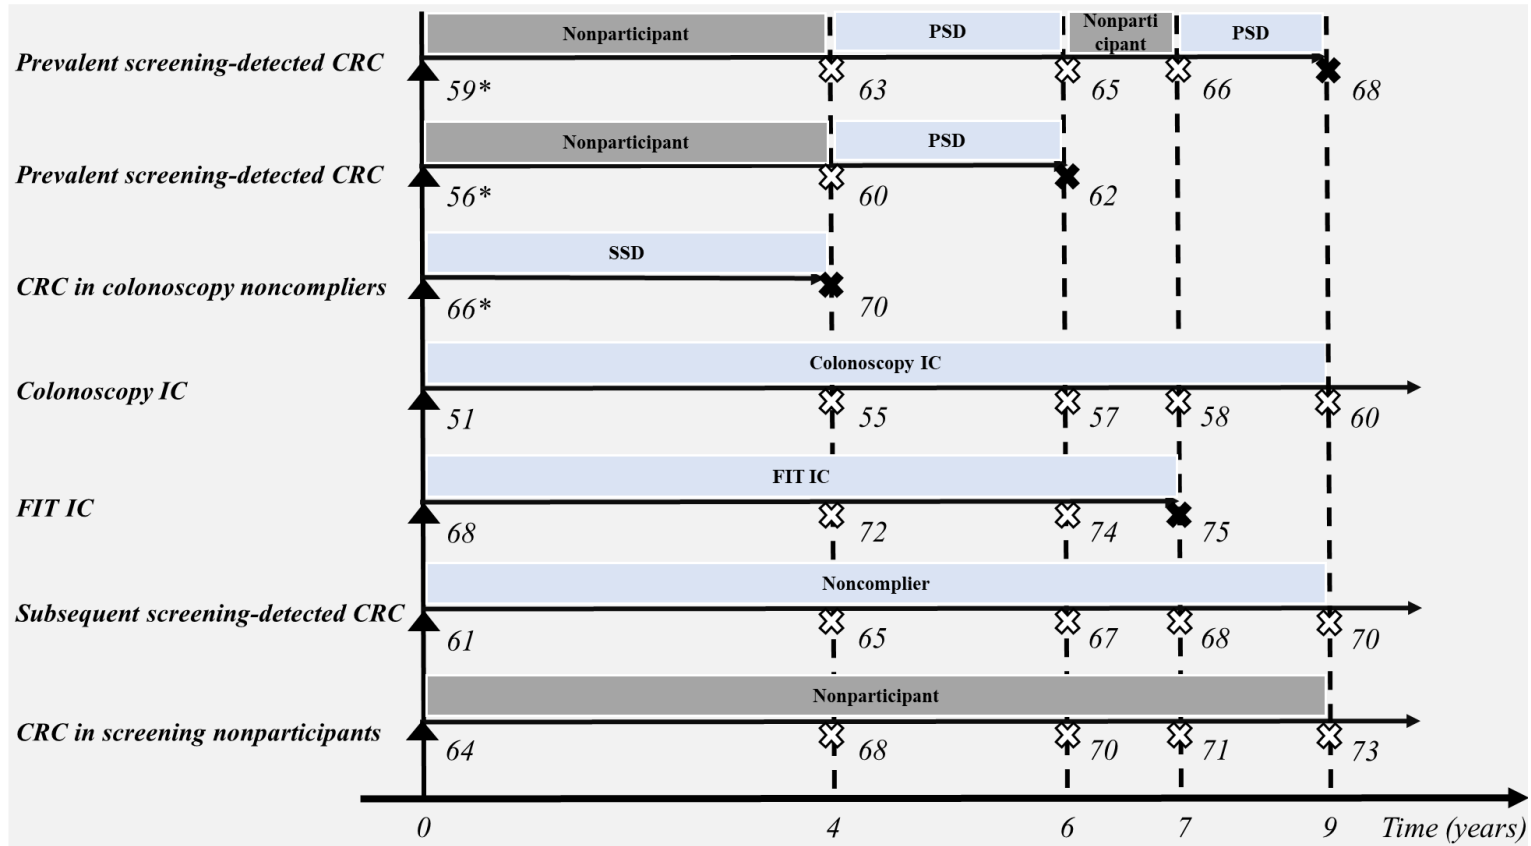 Nonparticipant
PSD
Nonparti
cipant
PSD
Prevalent screening-detected CRC
59*
63
65
66
68
Nonparticipant
PSD
Prevalent screening-detected CRC
56*
60
62
SSD
CRC in colonoscopy noncompliers
66*
70
Colonoscopy IC
Colonoscopy IC
51
55
57
58
60
FIT IC
FIT IC
68
72
74
75
Noncomplier
Subsequent screening-detected CRC
61
65
67
68
70
Nonparticipant
CRC in screening nonparticipants
64
68
70
71
73
0
4
6
7
9
Time (years)